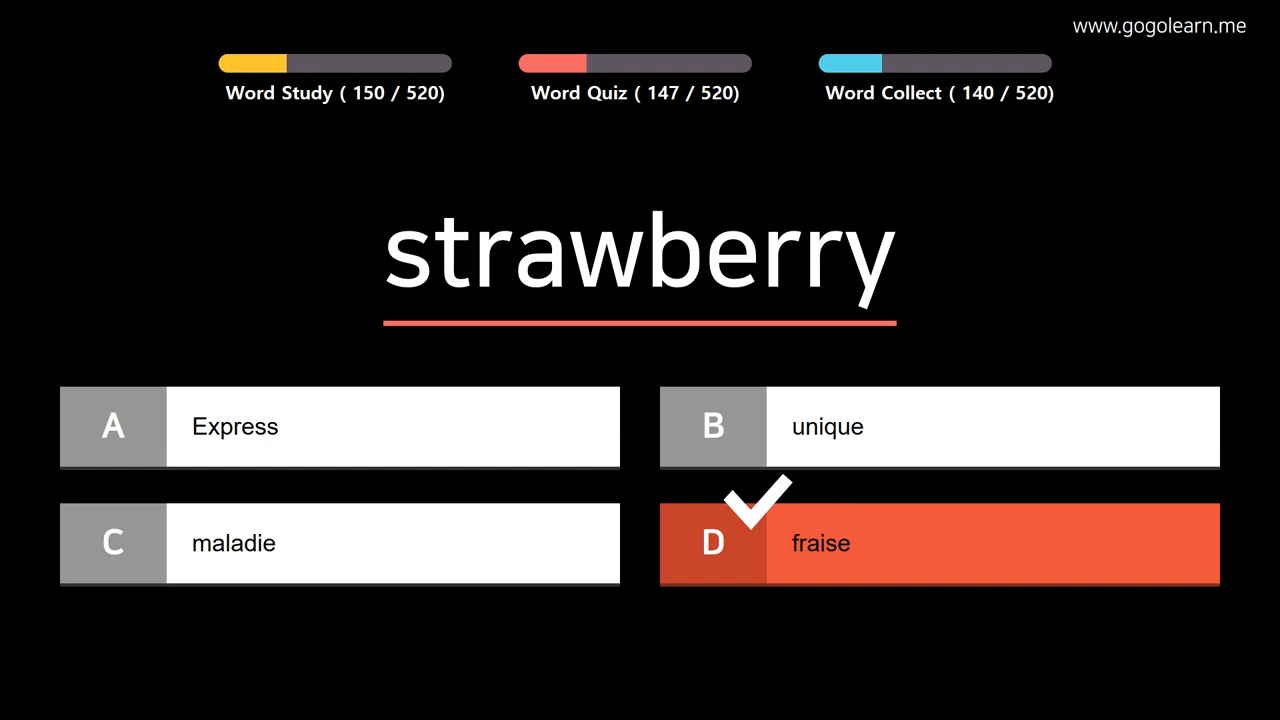 www.gogolearn.me
Word Study ( 150 / 520)
Word Quiz ( 147 / 520)
Word Collect ( 140 / 520)
strawberry
A Express
B unique
C maladie
D fraise